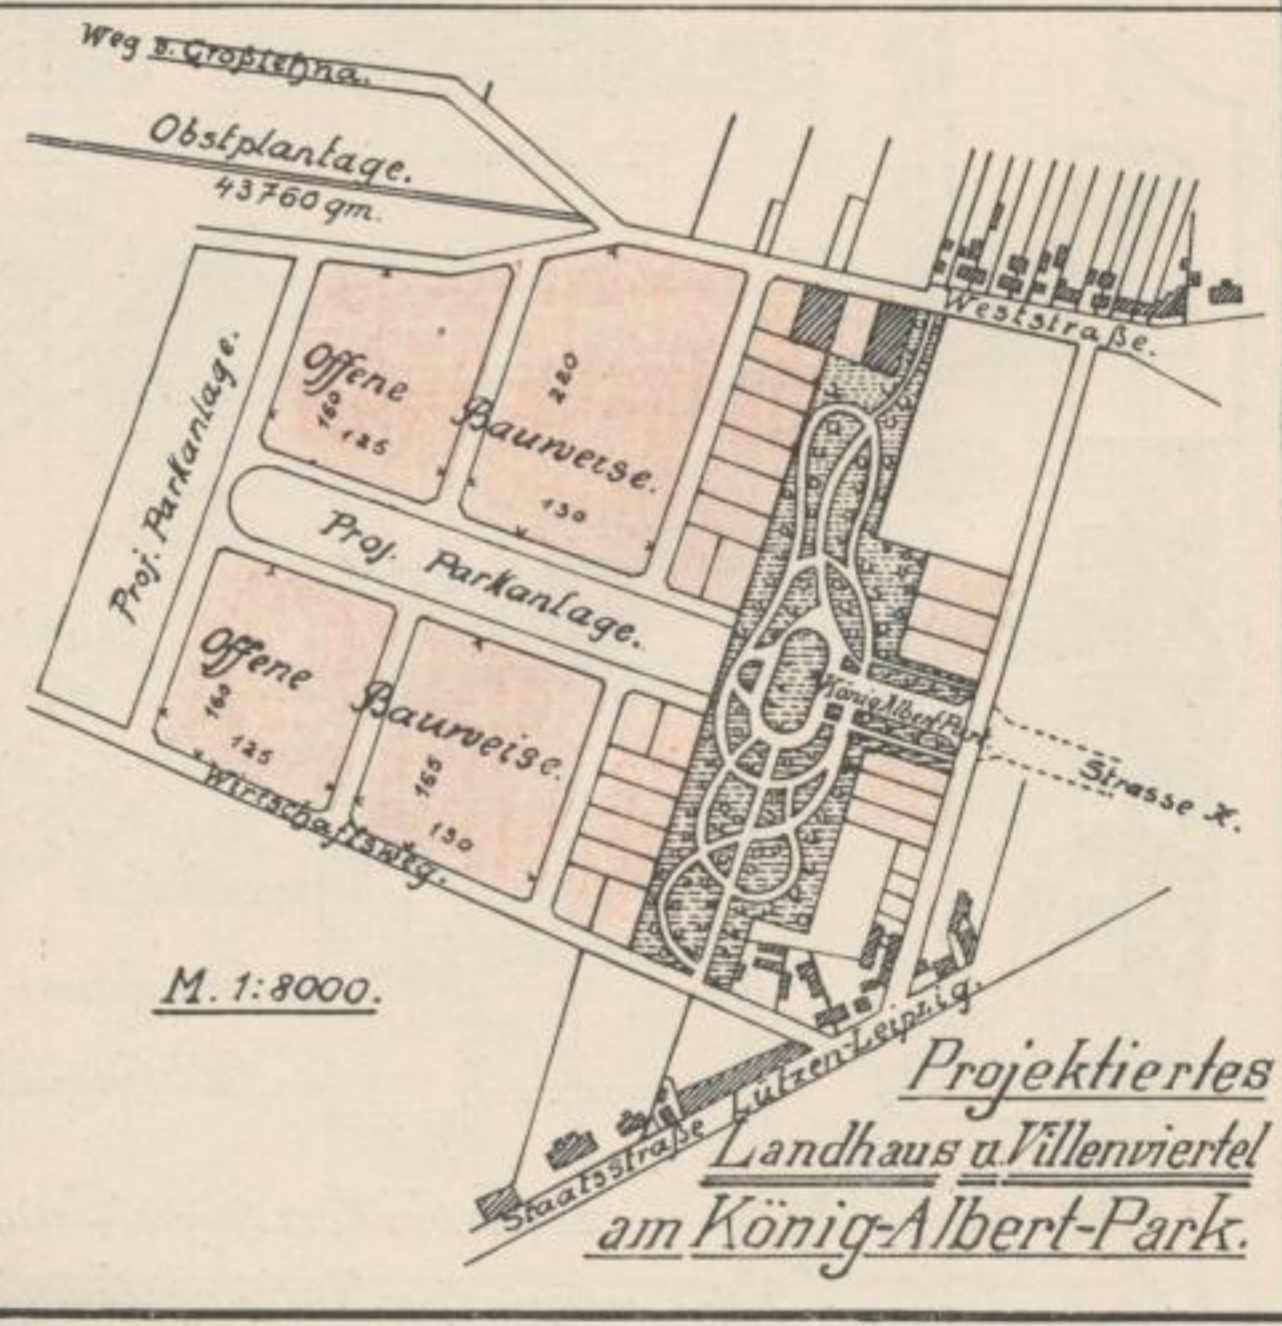 Weg v. Großlehna.
Obstplantage.
43760 qm.
Weststraße.
Proj. Parkanlage.
Offene Bauweise.
160
125
220
130
Proj. Parkanlage.
Offene Bauweise.
160
125
165
130
König Albert Park
Strasse X.
Wirtschaftsweg.
M. 1:8000.
Staatsstraße Lützen-Leipzig.
Projektiertes
Landhaus u. Villenviertel
am König-Albert-Park.